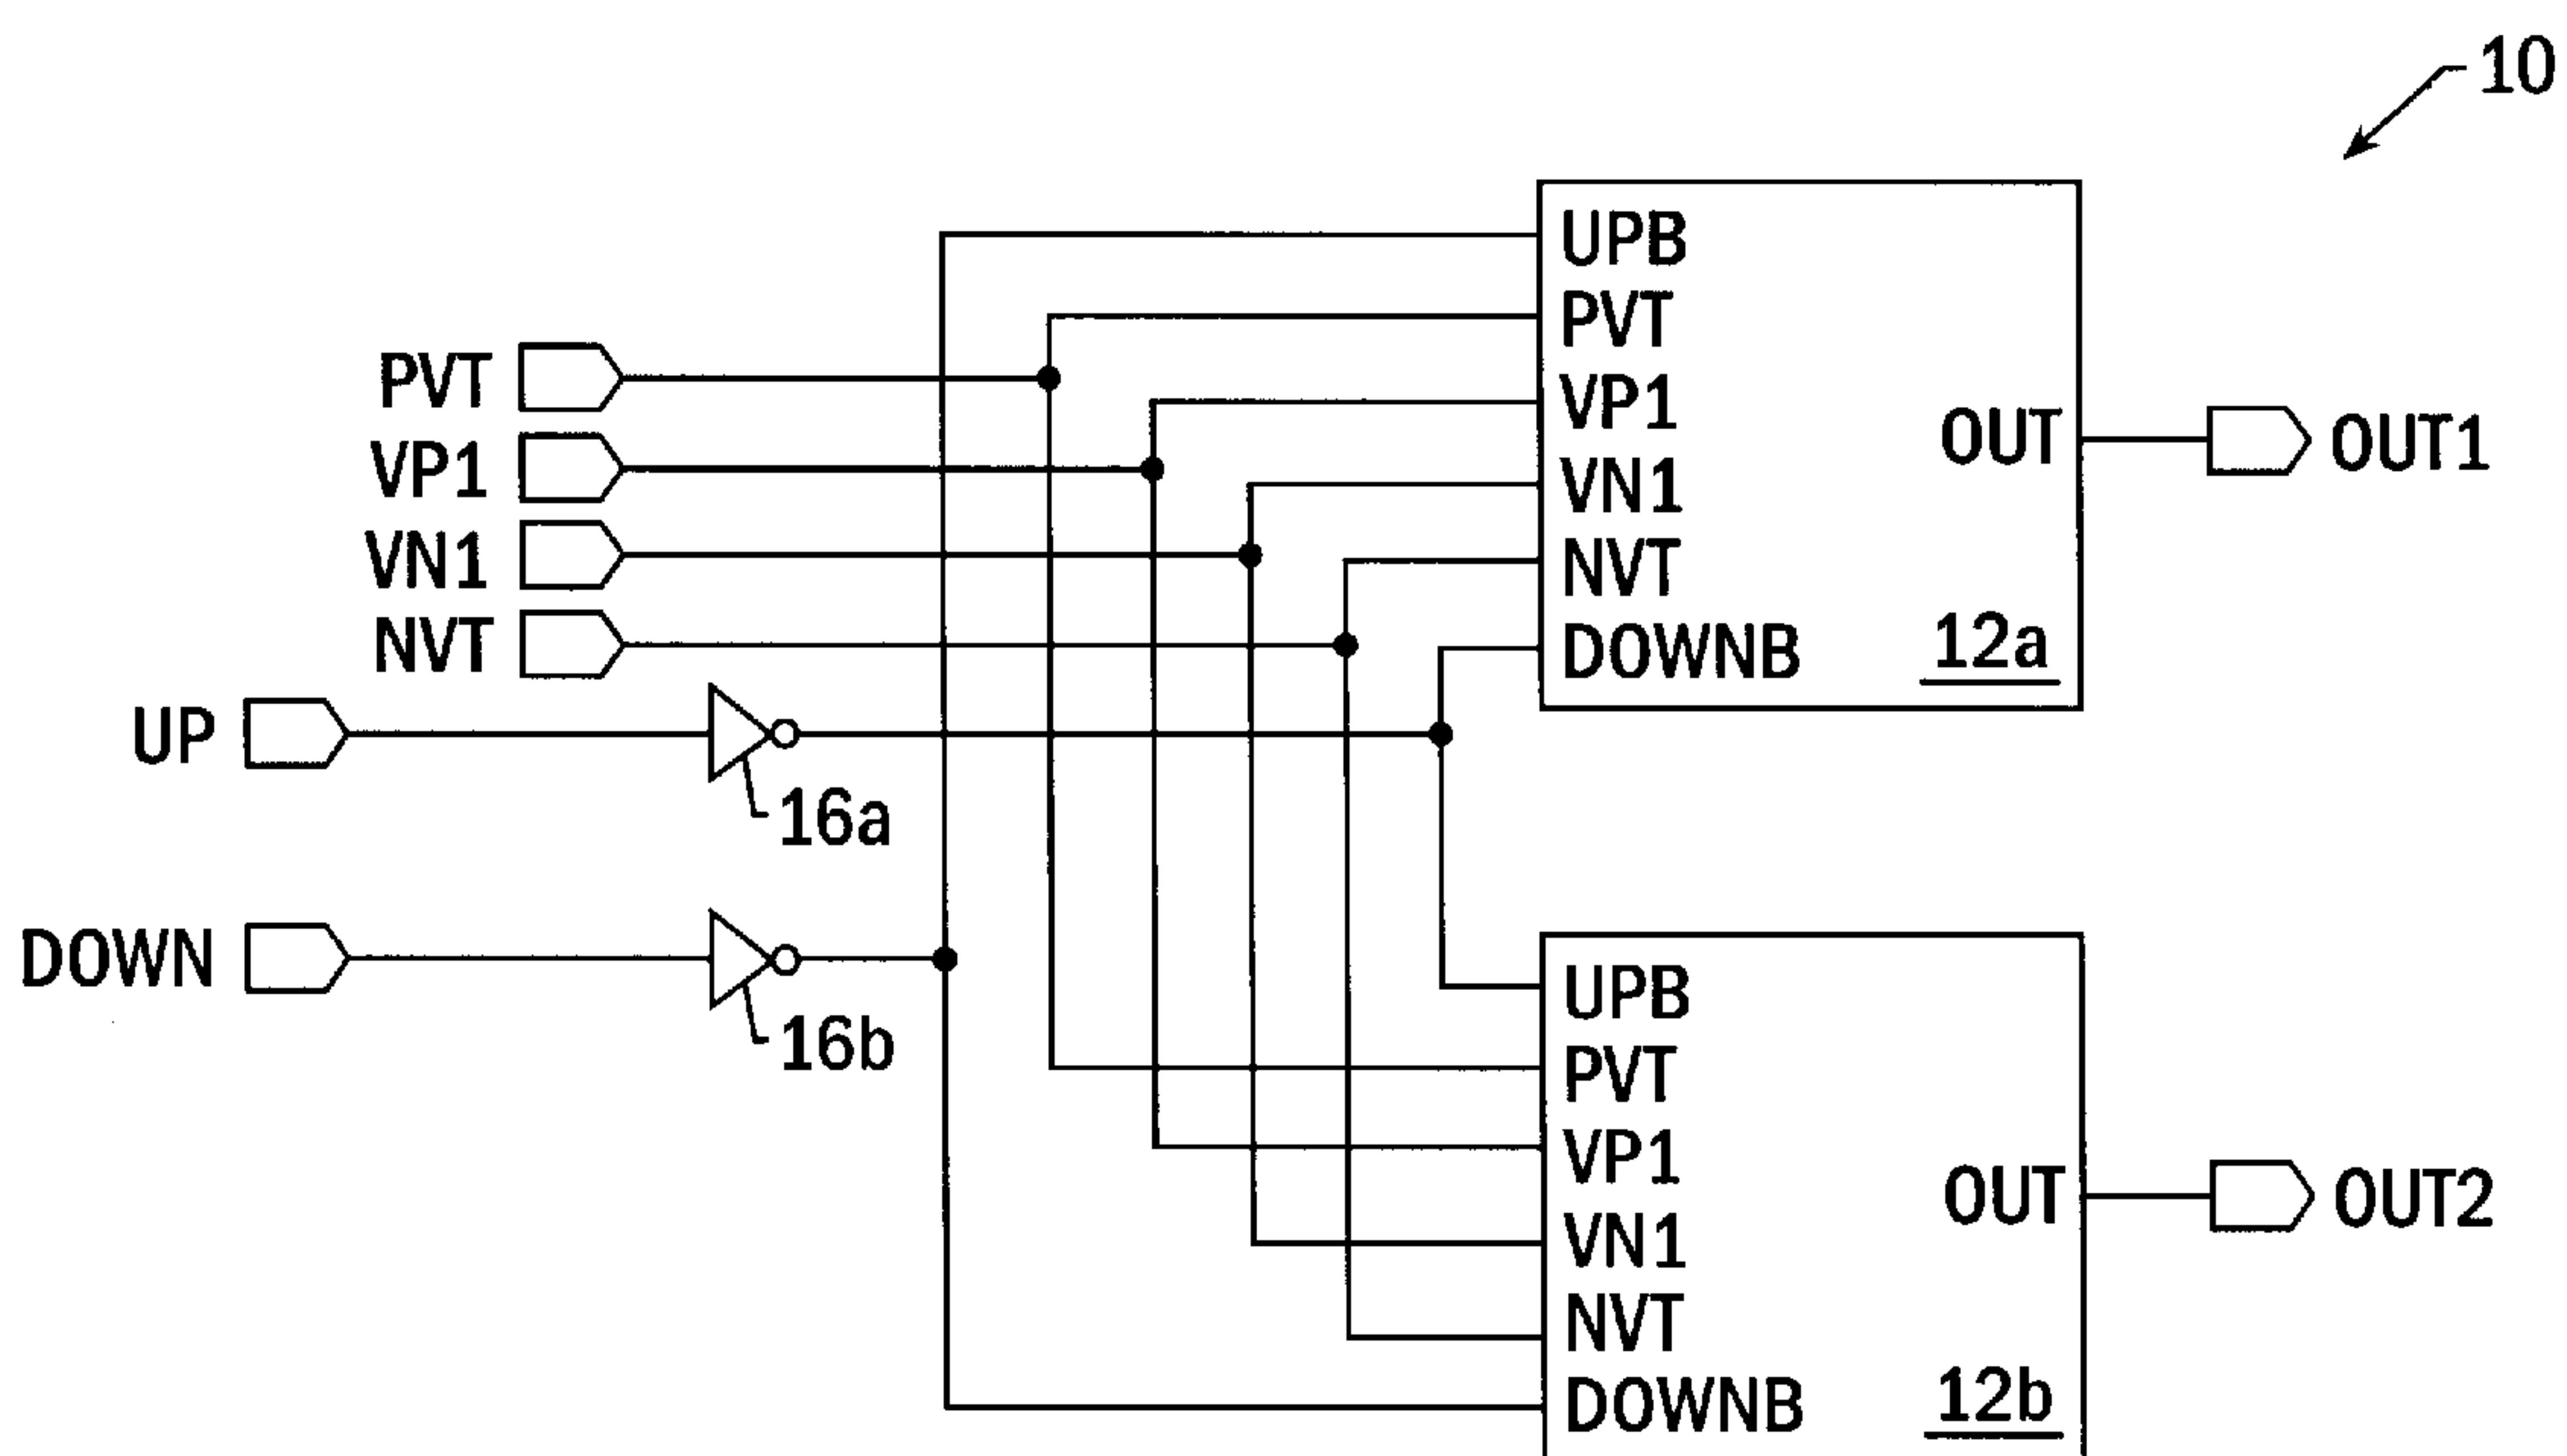 10
UPB
PVT
VP1
VN1
NVT
DOWNB
OUT
12a
OUT1
PVT
VP1
VN1
NVT
UP
16a
DOWN
16b
UPB
PVT
VP1
VN1
NVT
DOWNB
OUT
12b
OUT2